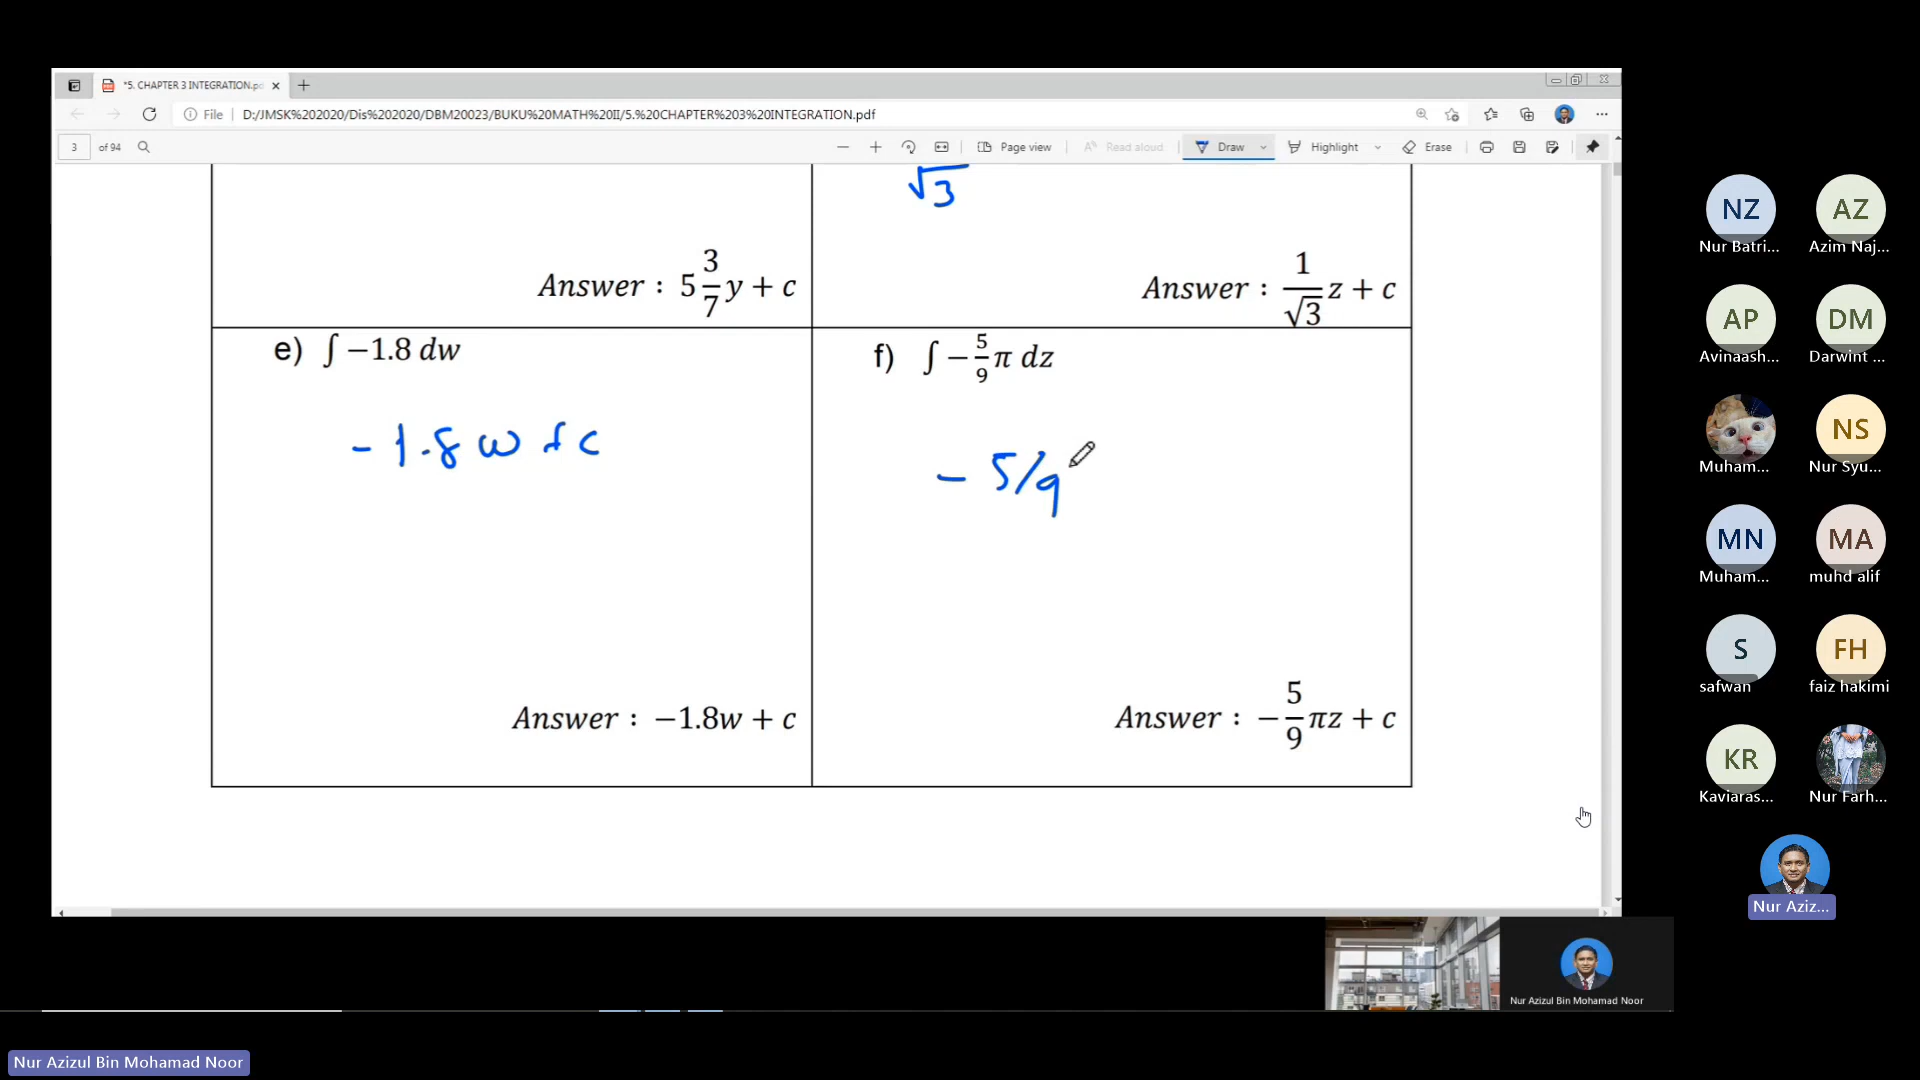 *5. CHAPTER 3 INTEGRATION.pd
File D:/JMSK%202020/Dis%202020/DBM20023/BUKU%20MATH%20II/5.%20CHAPTER%203%20INTEGRATION.pdf
3 of 94 Page view Read aloud Draw Highlight Erase
√3
Answer : 5 3/7 y + c
Answer : 1/√3 z + c
e) ∫ −1.8 dw
f) ∫ − 5/9 π dz
- 1.8 w + c
- 5/9
Answer : −1.8w + c
Answer : − 5/9 πz + c
NZ
Nur Batri...
AZ
Azim Naj...
AP
Avinaash...
DM
Darwint ...
Muham...
NS
Nur Syu...
MN
Muham...
MA
muhd alif
S
safwan
FH
faiz hakimi
KR
Kaviaras...
Nur Farh...
Nur Aziz...
Nur Azizul Bin Mohamad Noor
Nur Azizul Bin Mohamad Noor